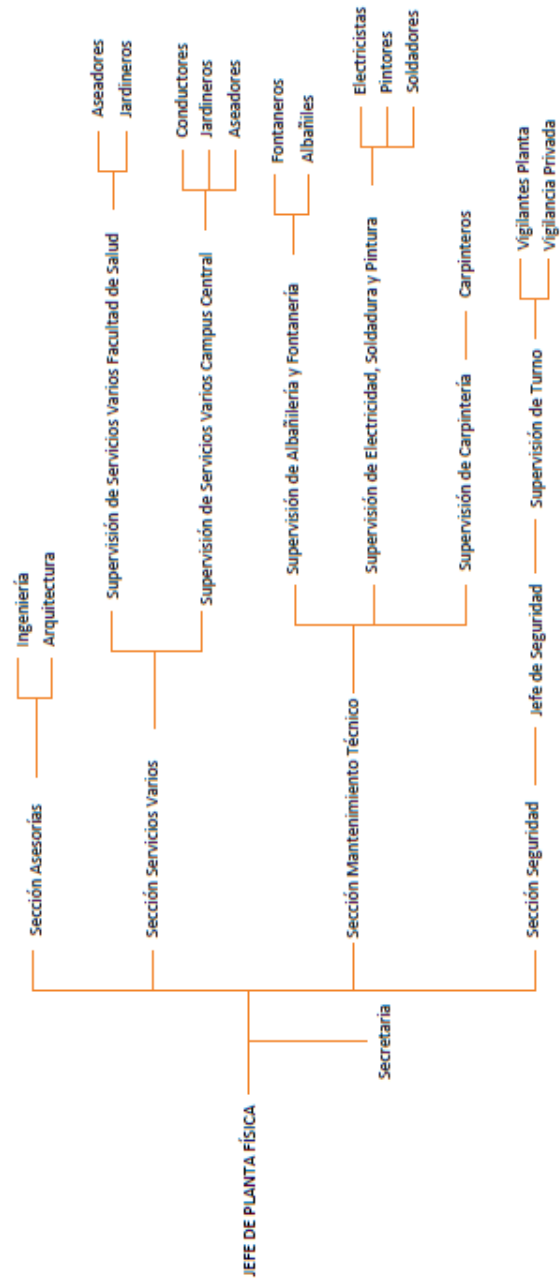 JEFE DE PLANTA FÍSICA
Secretaria
Sección Asesorías
Ingeniería
Arquitectura
Sección Servicios Varios
Supervisión de Servicios Varios Facultad de Salud
Aseadores
Jardineros
Supervisión de Servicios Varios Campus Central
Conductores
Jardineros
Aseadores
Sección Mantenimiento Técnico
Supervisión de Albañilería y Fontanería
Fontaneros
Albañiles
Supervisión de Electricidad, Soldadura y Pintura
Electricistas
Pintores
Soldadores
Supervisión de Carpintería
Carpinteros
Sección Seguridad
Jefe de Seguridad
Supervisión de Turno
Vigilantes Planta
Vigilancia Privada